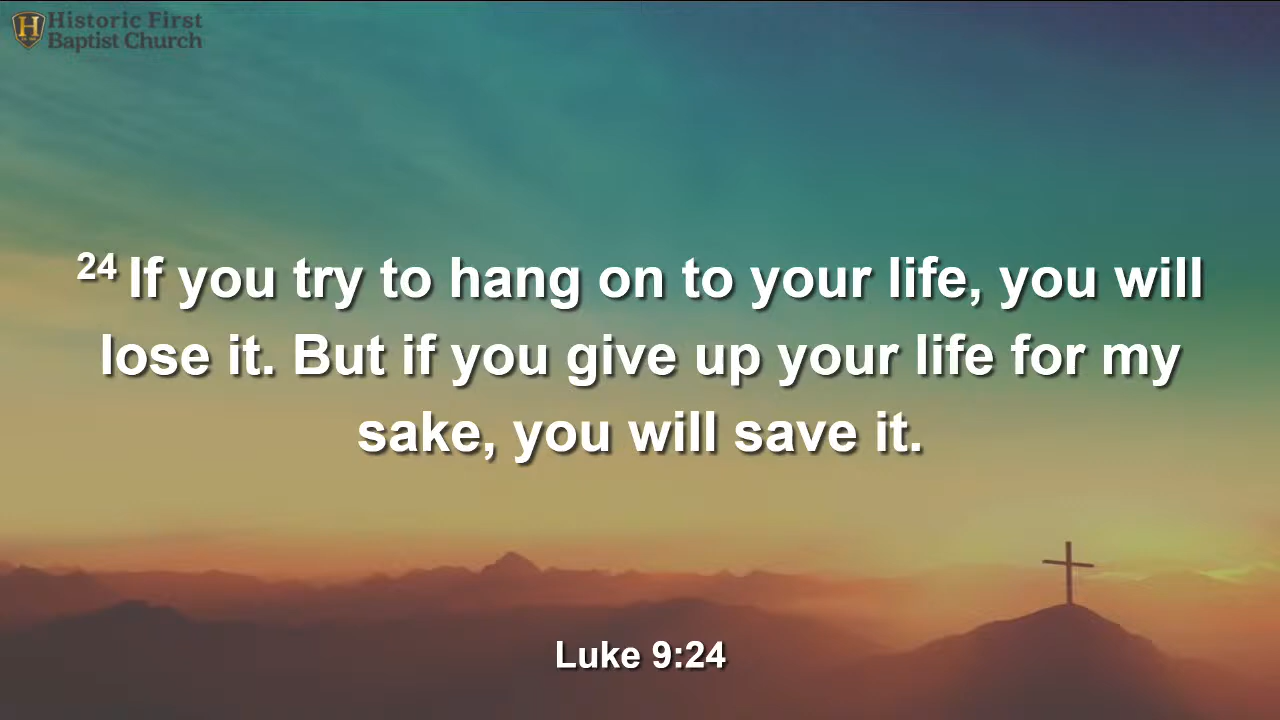 Historic First
Baptist Church
24 If you try to hang on to your life, you will
lose it. But if you give up your life for my
sake, you will save it.
Luke 9:24